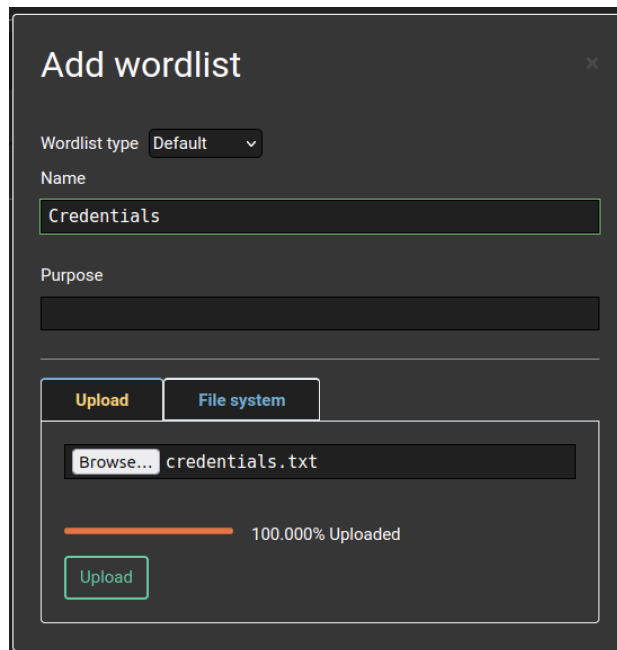 Add wordlist ×
Wordlist type Default
Name
Credentials
Purpose
Upload File system
Browse... credentials.txt
100.000% Uploaded
Upload